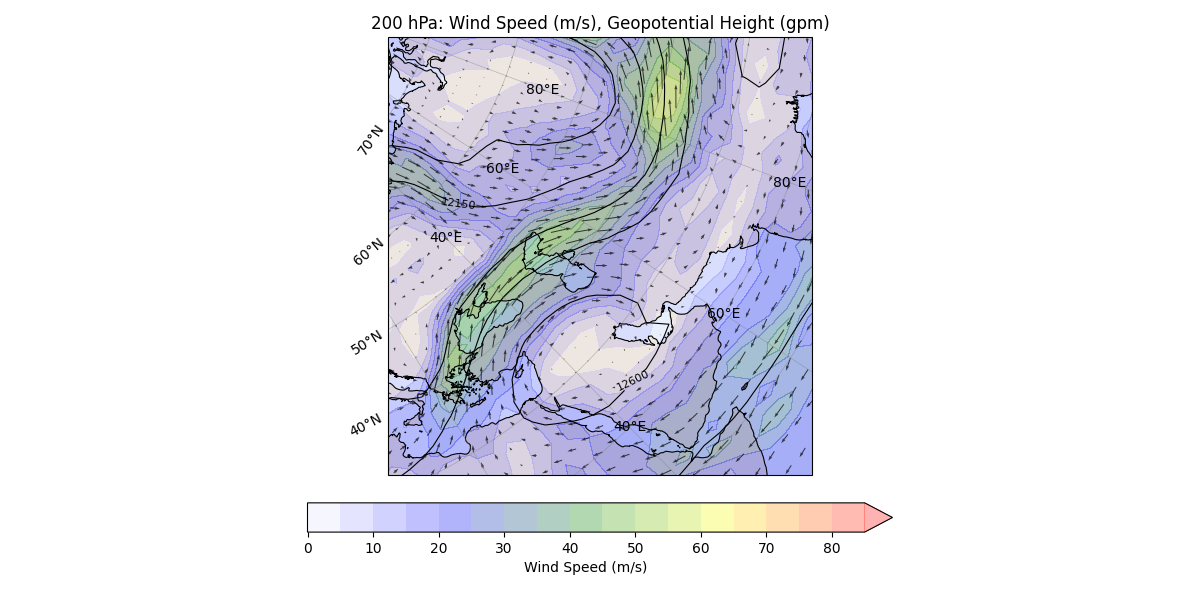 200 hPa: Wind Speed (m/s), Geopotential Height (gpm)
80°E
70°N
60°E
80°E
12150
40°E
60°N
60°E
50°N
12600
40°N
40°E
0 10 20 30 40 50 60 70 80
Wind Speed (m/s)